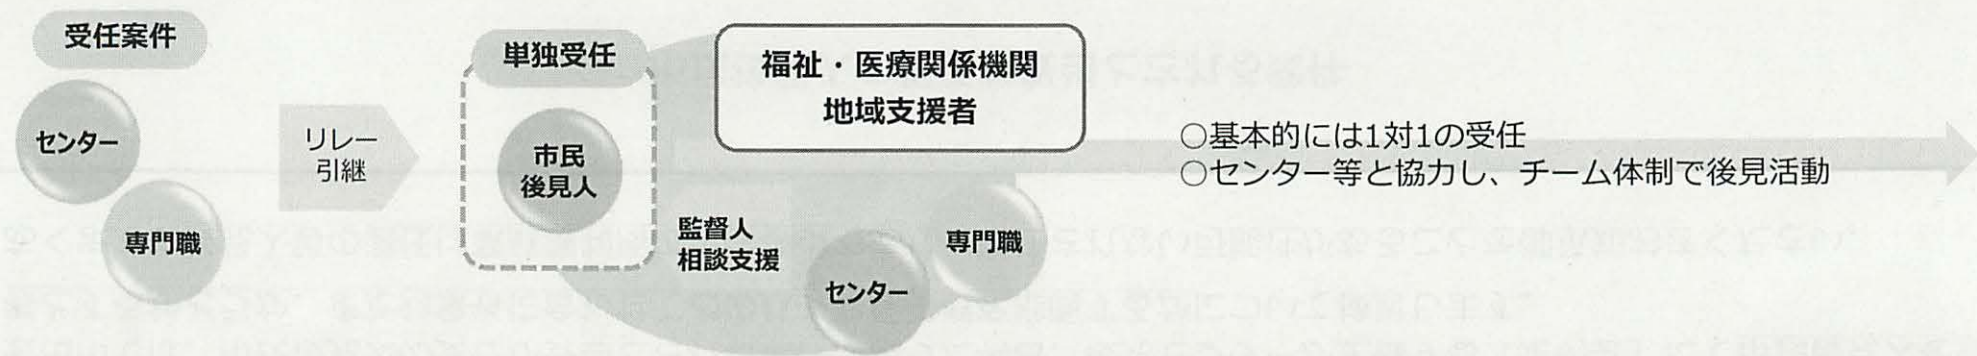 受任案件
センター
専門職
リレー
引継
単独受任
市民
後見人
福祉・医療関係機関
地域支援者
監督人
相談支援
センター
専門職
○基本的には1対1の受任
○センター等と協力し、チーム体制で後見活動